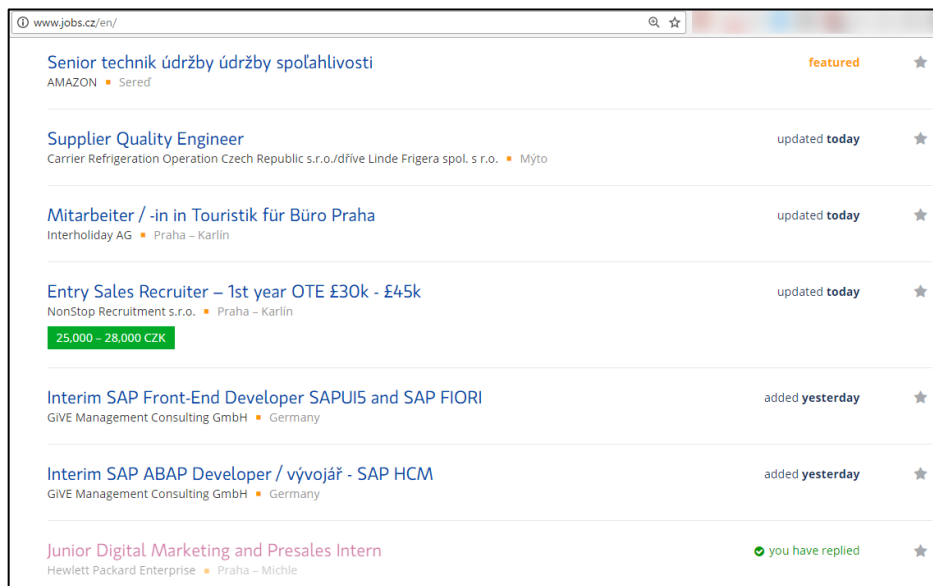 www.jobs.cz/en/
Senior technik údržby údržby spoľahlivosti
featured
AMAZON ▪ Sereď
Supplier Quality Engineer
updated today
Carrier Refrigeration Operation Czech Republic s.r.o./dříve Linde Frigera spol. s r.o. ▪ Mýto
Mitarbeiter / -in in Touristik für Büro Praha
updated today
Interholiday AG ▪ Praha – Karlín
Entry Sales Recruiter – 1st year OTE £30k - £45k
updated today
NonStop Recruitment s.r.o. ▪ Praha – Karlín
25,000 – 28,000 CZK
Interim SAP Front-End Developer SAPUI5 and SAP FIORI
added yesterday
GiVE Management Consulting GmbH ▪ Germany
Interim SAP ABAP Developer / vývojář - SAP HCM
added yesterday
GiVE Management Consulting GmbH ▪ Germany
Junior Digital Marketing and Presales Intern
you have replied
Hewlett Packard Enterprise ▪ Praha – Michle